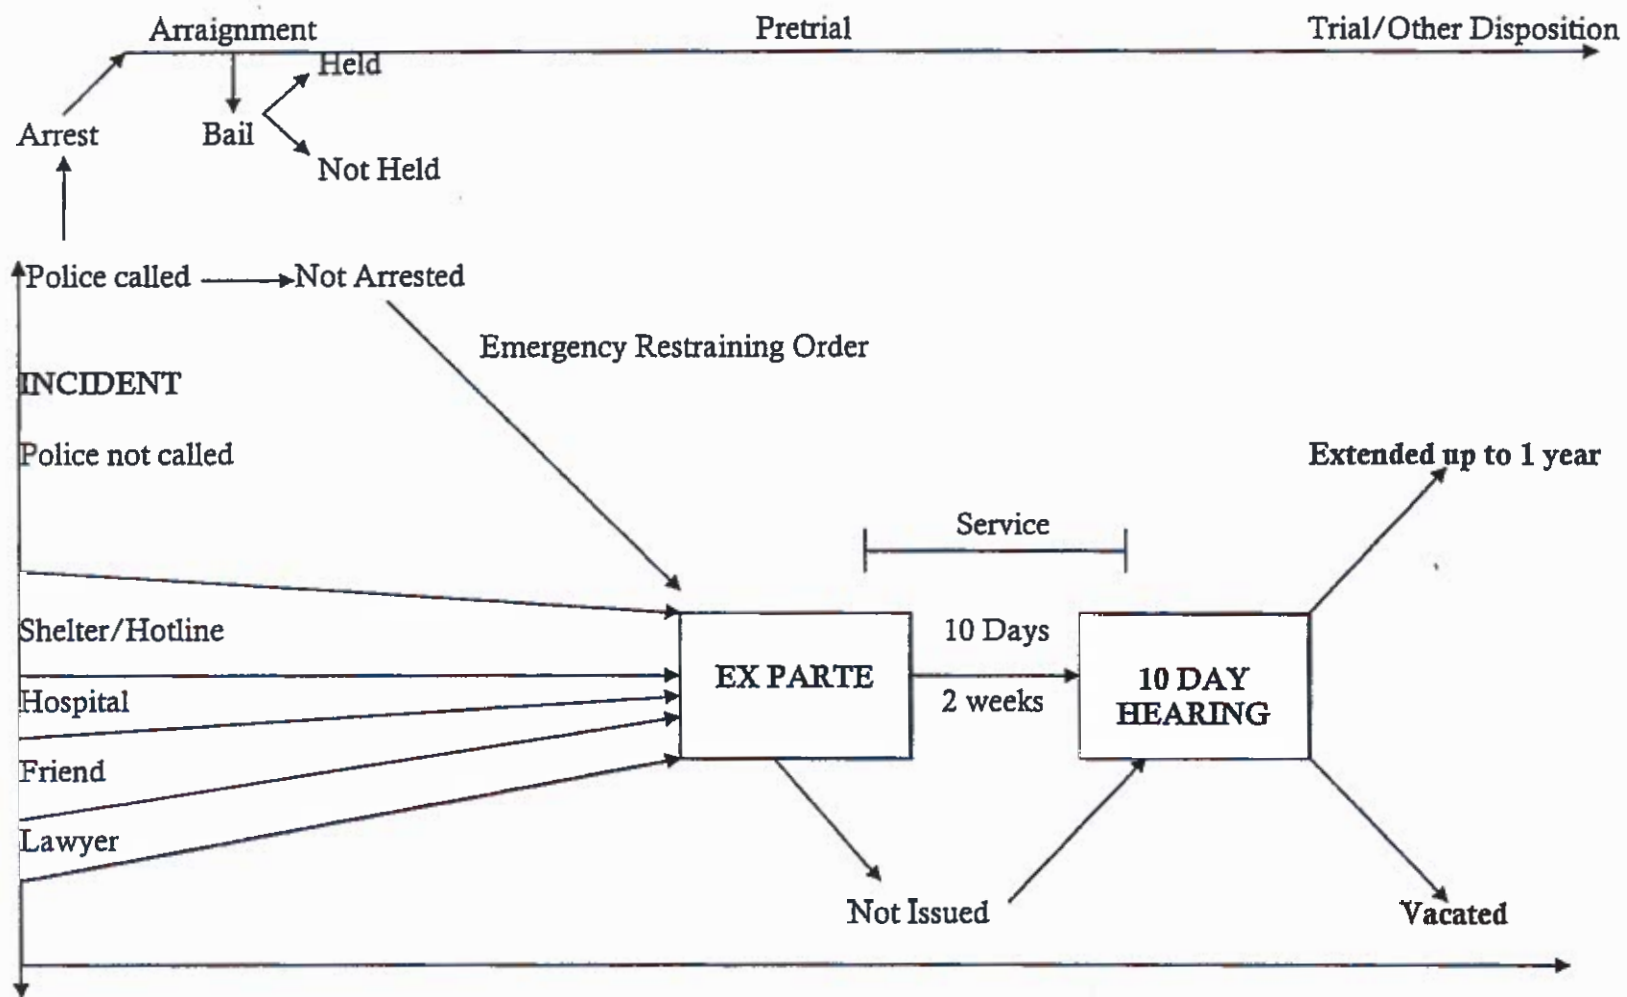 Arraignment
Pretrial
Trial/Other Disposition
Held
Arrest
Bail
Not Held
Police called
Not Arrested
Emergency Restraining Order
INCIDENT
Police not called
Extended up to 1 year
Service
Shelter/Hotline
10 Days
EX PARTE
10 DAY
HEARING
2 weeks
Hospital
Friend
Lawyer
Not Issued
Vacated